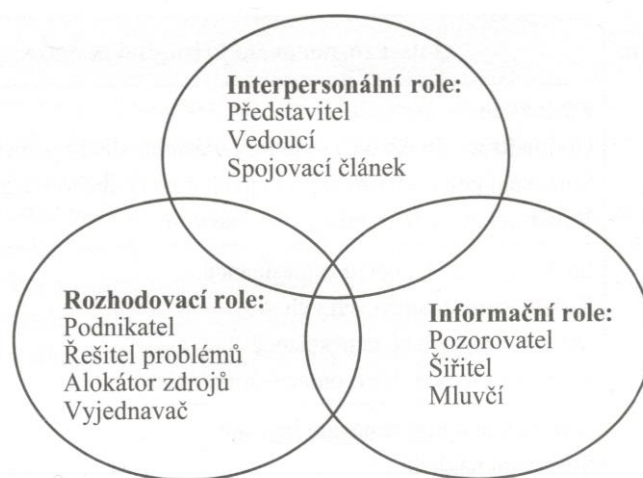 Interpersonální role:
Představitel
Vedoucí
Spojovací článek
Rozhodovací role:
Podnikatel
Řešitel problémů
Alokátor zdrojů
Vyjednavač
Informační role:
Pozorovatel
Šiřitel
Mluvčí